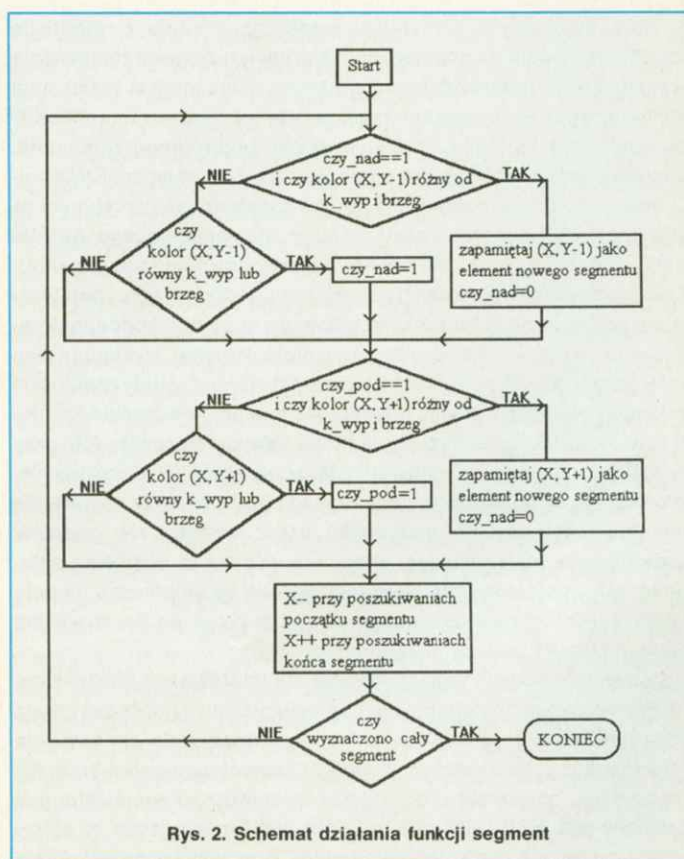 Start
czy_nad==1
i czy kolor (X,Y-1) różny od
k_wyp i brzeg
NIE
TAK
czy
kolor (X,Y-1)
równy k_wyp lub
brzeg
NIE
TAK
czy_nad=1
zapamiętaj (X,Y-1) jako
element nowego segmentu
czy_nad=0
czy_pod==1
i czy kolor (X,Y+1) różny od
k_wyp i brzeg
NIE
TAK
czy
kolor (X,Y+1)
równy k_wyp lub
brzeg
NIE
TAK
czy_pod=1
zapamiętaj (X,Y+1) jako
element nowego segmentu
czy_nad=0
X-- przy poszukiwaniach
początku segmentu
X++ przy poszukiwaniach
końca segmentu
czy
wyznaczono cały
segment
NIE
TAK
KONIEC
Rys. 2. Schemat działania funkcji segment